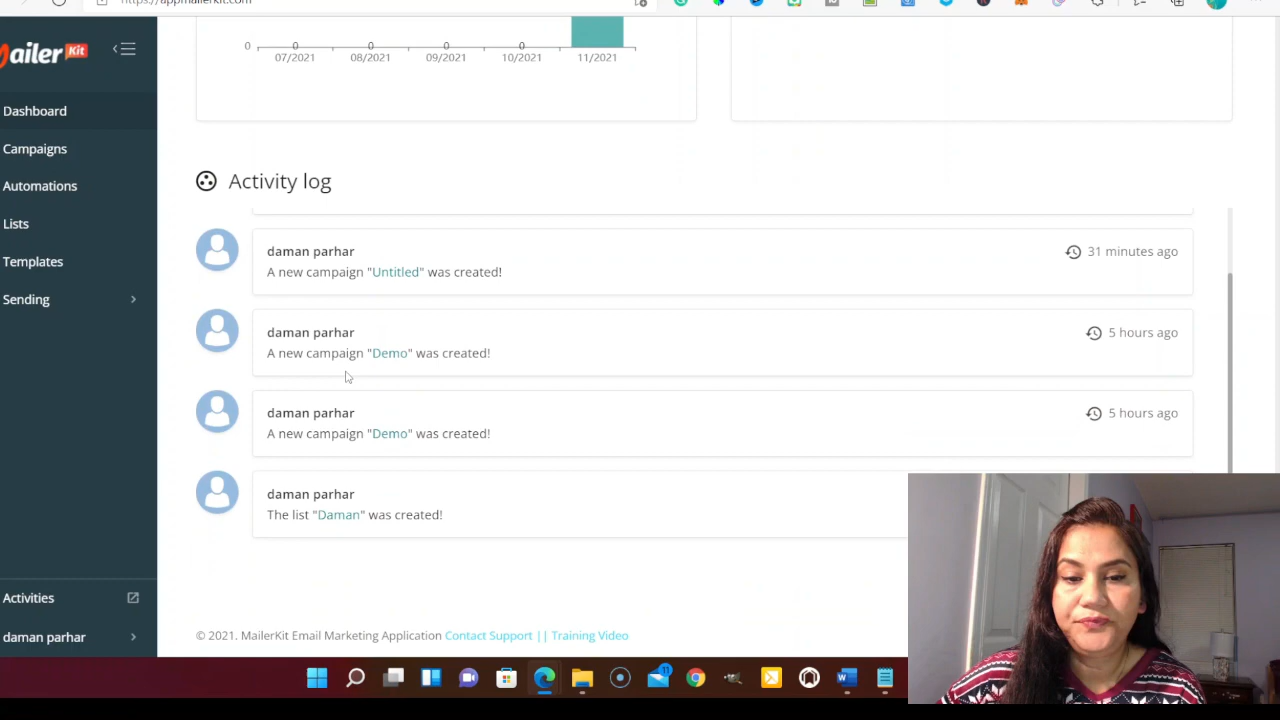 https://appmailerkit.com
ailer Kit
Dashboard
Campaigns
Automations
Lists
Templates
Sending
Activities
daman parhar
0
0 0 0 0
07/2021 08/2021 09/2021 10/2021 11/2021
Activity log
daman parhar
31 minutes ago
A new campaign "Untitled" was created!
daman parhar
5 hours ago
A new campaign "Demo" was created!
daman parhar
5 hours ago
A new campaign "Demo" was created!
daman parhar
The list "Daman" was created!
© 2021. MailerKit Email Marketing Application Contact Support || Training Video
11